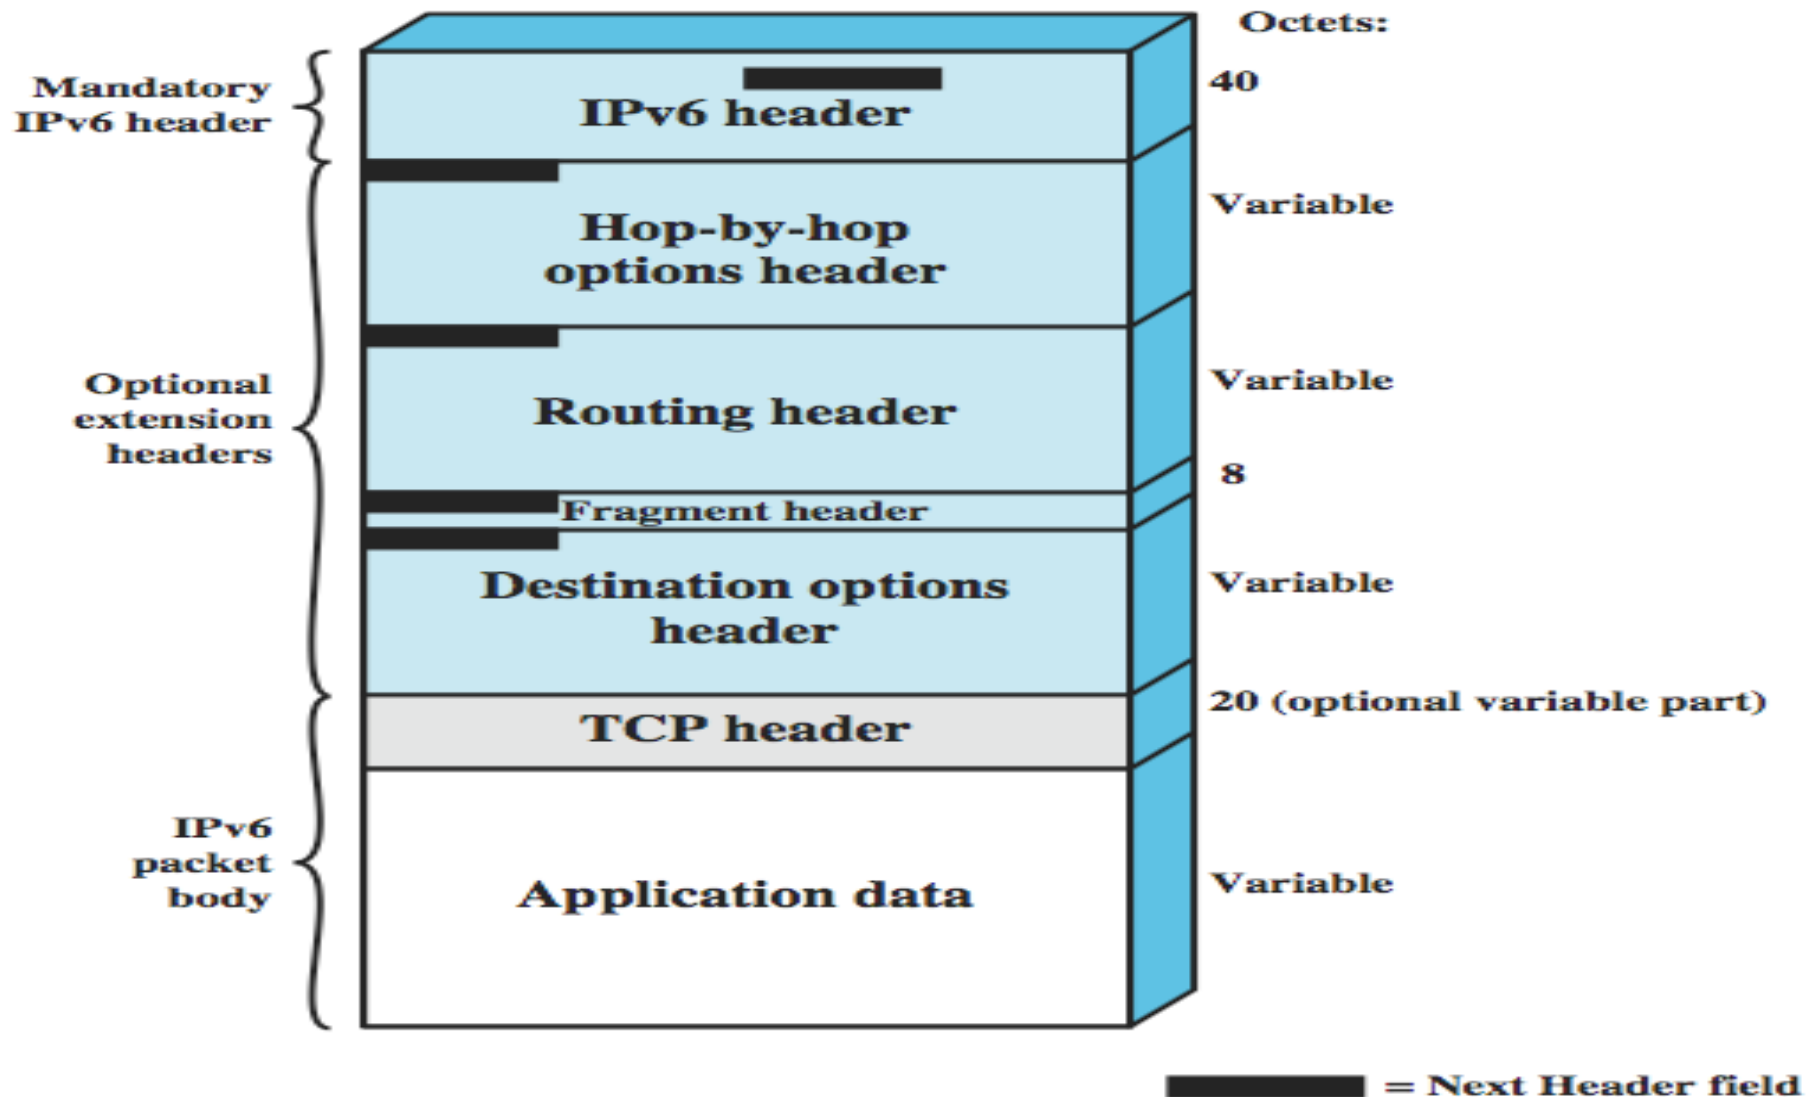 Octets:
Mandatory
IPv6 header
IPv6 header
40
Hop-by-hop
options header
Variable
Optional
extension
headers
Routing header
Variable
Fragment header
8
Destination options
header
Variable
TCP header
20 (optional variable part)
IPv6
packet
body
Application data
Variable
= Next Header field